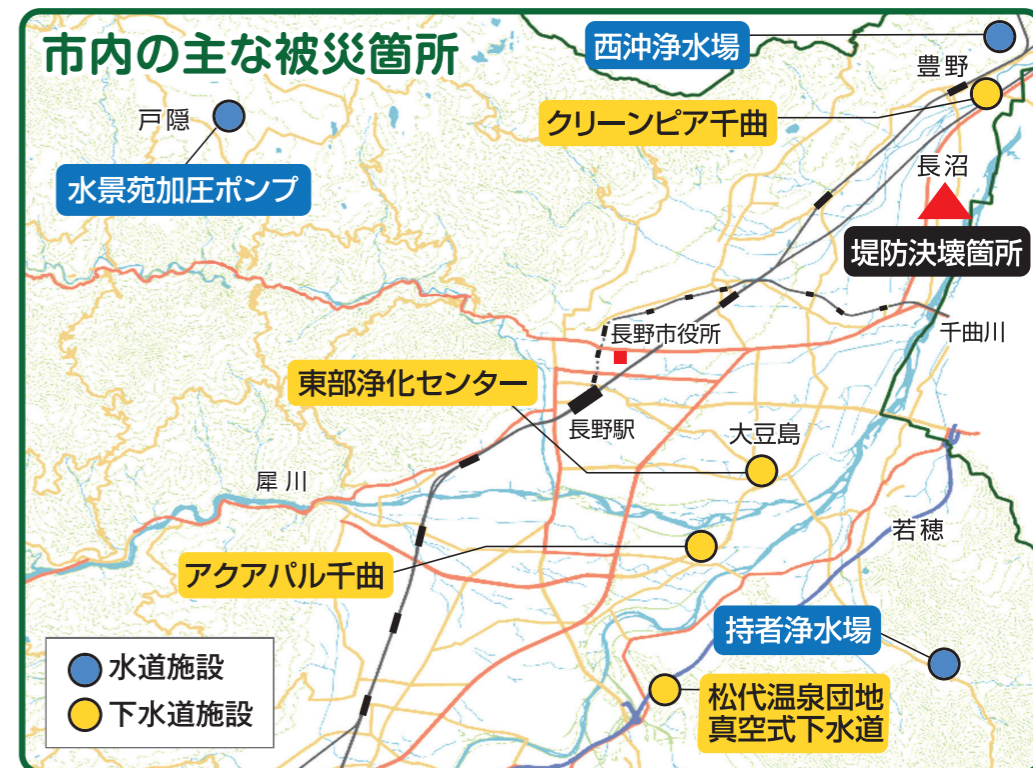 市内の主な被災箇所
西沖浄水場
豊野
戸隠
クリーンピア千曲
水景苑加圧ポンプ
長沼
堤防決壊箇所
長野市役所
千曲川
東部浄化センター
長野駅
大豆島
犀川
若穂
アクアパル千曲
持者浄水場
水道施設
下水道施設
松代温泉団地
真空式下水道